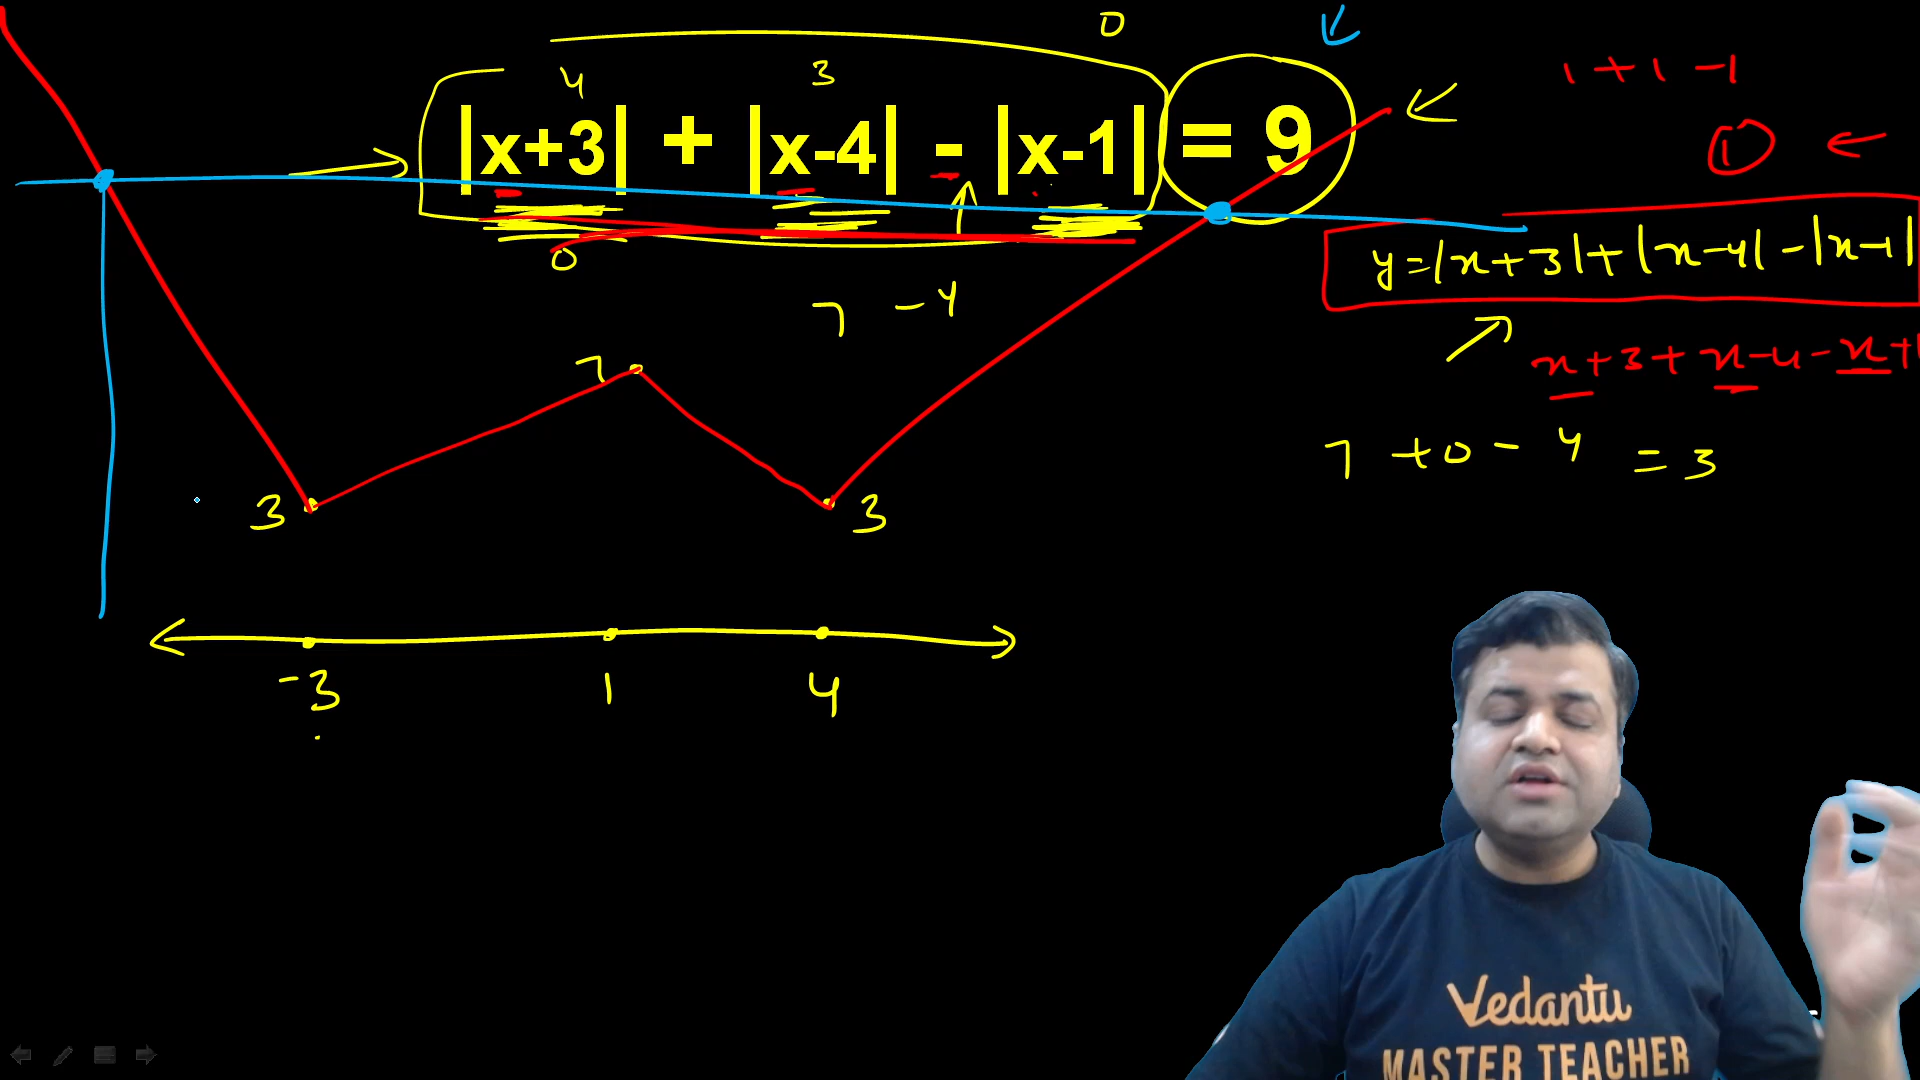 0
4 3
|x+3| + |x-4| - |x-1| = 9
1 + 1 - 1
1
0
7 - 4
y = |x+3| + |x-4| - |x-1|
x + 3 + x - 4 - x + 1
7 + 0 - 4 = 3
7
3 3
-3 1 4
Vedantu
MASTER TEACHER